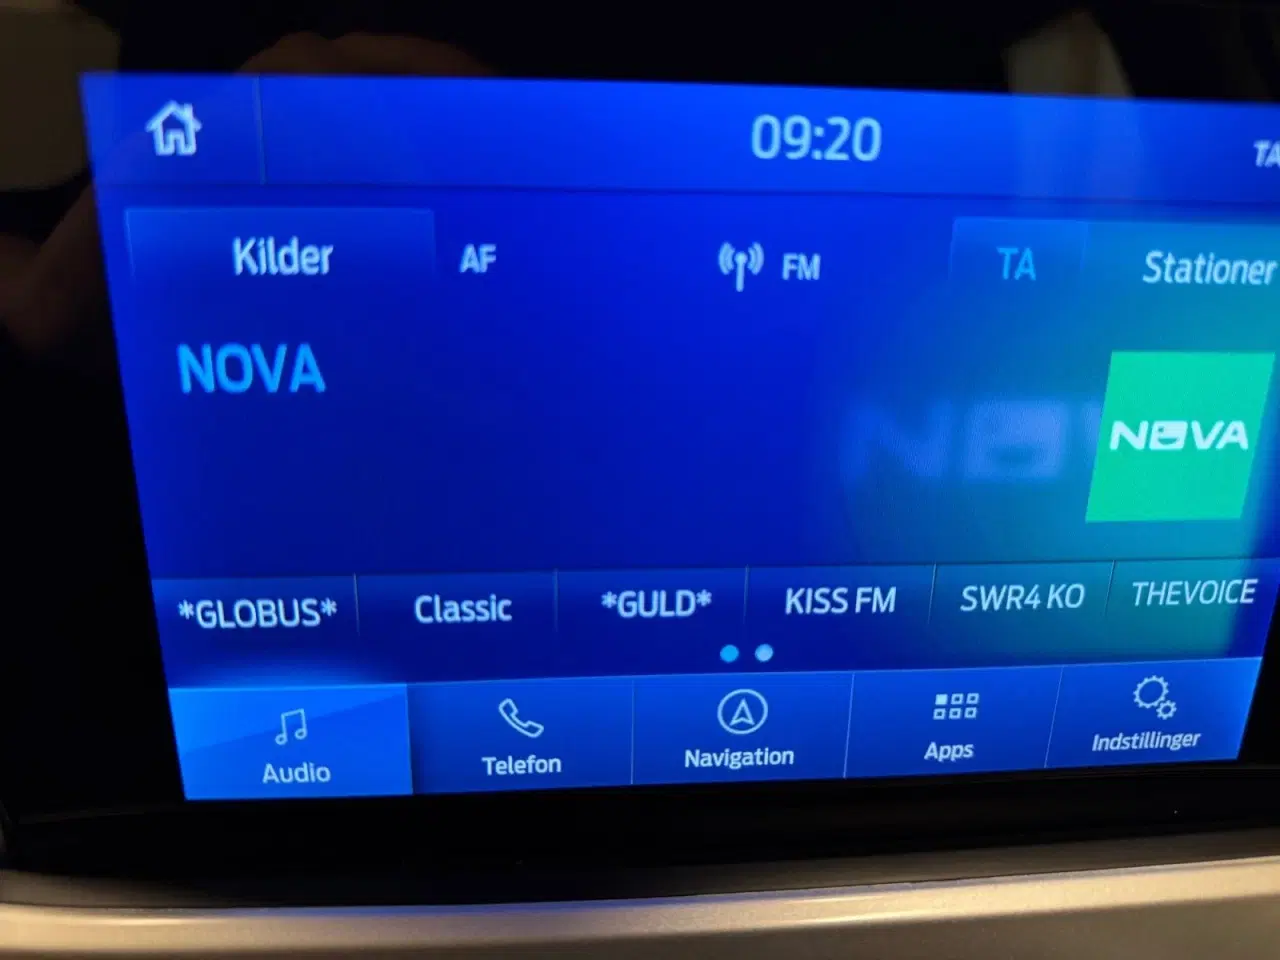 09:20
TA
Kilder AF FM TA Stationer
NOVA
NOVA
*GLOBUS* Classic *GULD* KISS FM SWR4 KO THEVOICE
Audio Telefon Navigation Apps Indstillinger